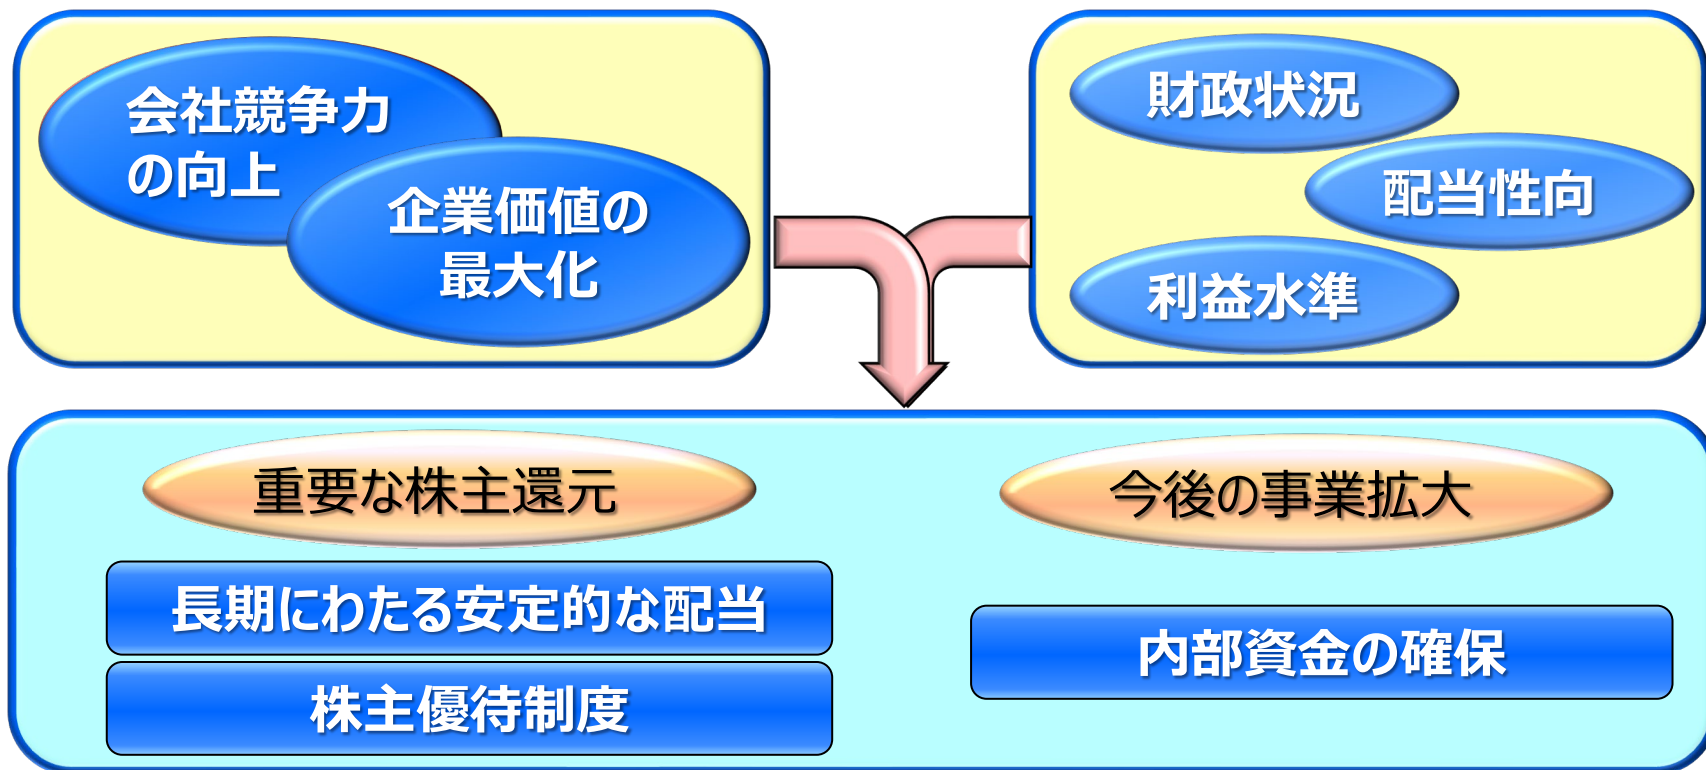 会社競争力
の向上
企業価値の
最大化
財政状況
配当性向
利益水準
重要な株主還元
長期にわたる安定的な配当
株主優待制度
今後の事業拡大
内部資金の確保